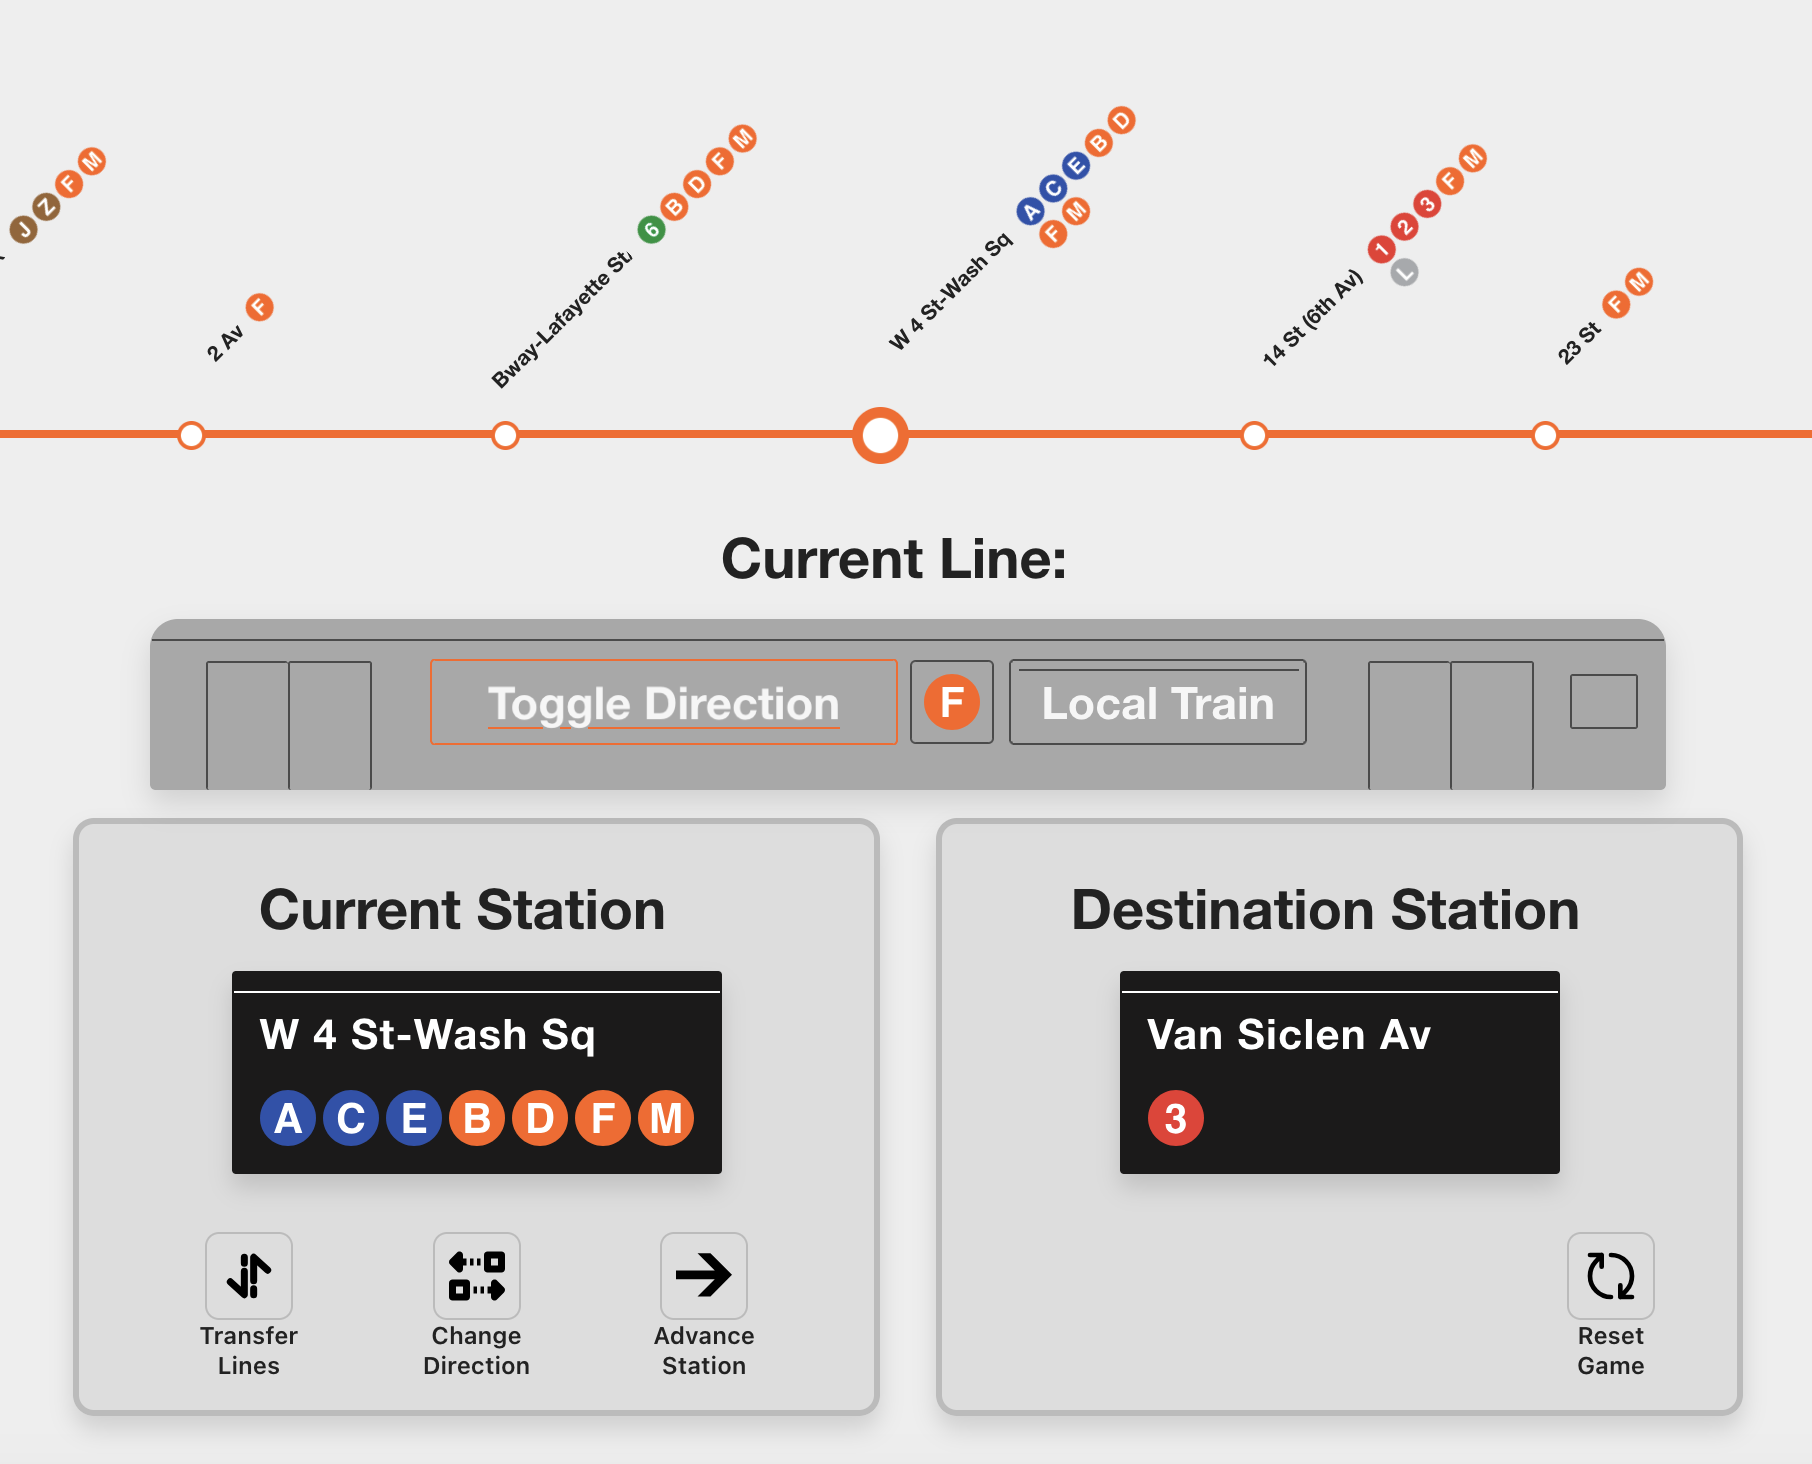 J Z F M
2 Av F
Bway-Lafayette St/ 6 B D F M
W 4 St-Wash Sq A C E B D
F M
14 St (6th Av) 1 2 3 F M
L
23 St F M
Current Line:
Toggle Direction F Local Train
Current Station
W 4 St-Wash Sq
A C E B D F M
Transfer
Lines
Change
Direction
Advance
Station
Destination Station
Van Siclen Av
3
Reset
Game